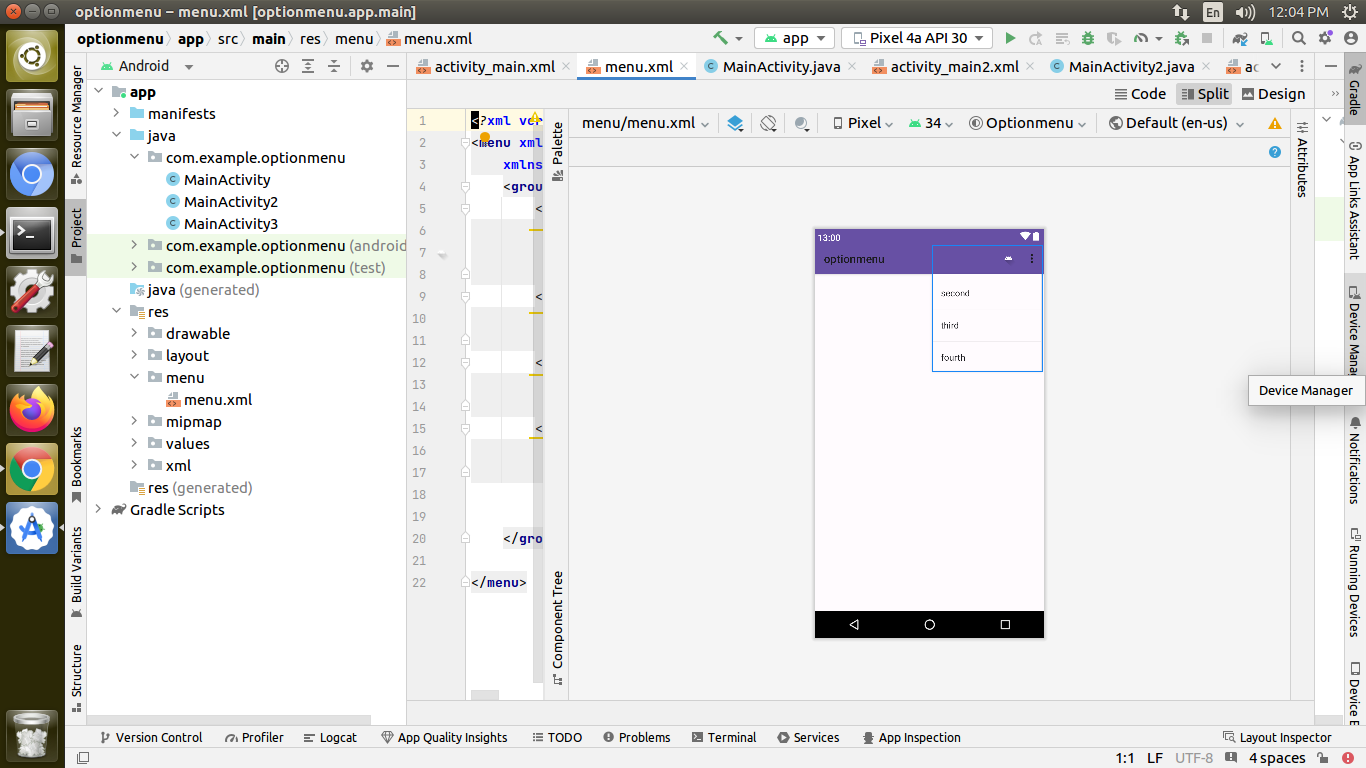 optionmenu – menu.xml [optionmenu.app.main]
En
12:04 PM
optionmenu
app
src
main
res
menu
menu.xml
app
Pixel 4a API 30
Android
activity_main.xml
menu.xml
MainActivity.java
activity_main2.xml
MainActivity2.java
ac
Code
Split
Design
menu/menu.xml
Pixel
34
Optionmenu
Default (en-us)
app
manifests
java
com.example.optionmenu
MainActivity
MainActivity2
MainActivity3
com.example.optionmenu (android
com.example.optionmenu (test)
java (generated)
res
drawable
layout
menu
menu.xml
mipmap
values
xml
res (generated)
Gradle Scripts
Resource Manager
Project
Bookmarks
Build Variants
Structure
1 <?xml ver
2 <menu xml
3 xmlns
4 <grou
5 <
6
7
8
9 <
10
11
12 <
13
14
15 <
16
17
18
19
20 </gro
21
22 </menu>
Palette
Component Tree
13:00
optionmenu
second
third
fourth
Attributes
Gradle
App Links Assistant
Device Mana
Device Manager
Notifications
Running Devices
Device E
Version Control
Profiler
Logcat
App Quality Insights
TODO
Problems
Terminal
Services
App Inspection
Layout Inspector
1:1
LF
UTF-8
4 spaces